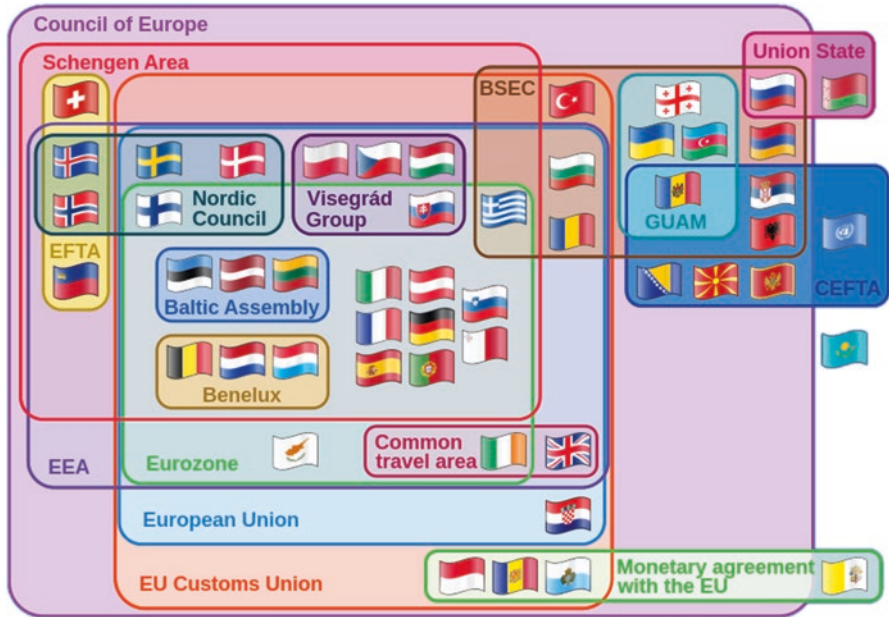 Council of Europe
Schengen Area
Union State
BSEC
Nordic
Council
Visegrád
Group
GUAM
EFTA
CEFTA
Baltic Assembly
Benelux
Common
travel area
EEA
Eurozone
European Union
EU Customs Union
Monetary agreement
with the EU